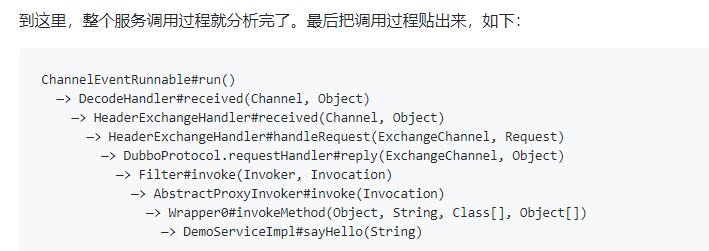 到这里，整个服务调用过程就分析完了。最后把调用过程贴出来，如下：
ChannelEventRunnable#run()
—> DecodeHandler#received(Channel, Object)
—> HeaderExchangeHandler#received(Channel, Object)
—> HeaderExchangeHandler#handleRequest(ExchangeChannel, Request)
—> DubboProtocol.requestHandler#reply(ExchangeChannel, Object)
—> Filter#invoke(Invoker, Invocation)
—> AbstractProxyInvoker#invoke(Invocation)
—> Wrapper0#invokeMethod(Object, String, Class[], Object[])
—> DemoServiceImpl#sayHello(String)